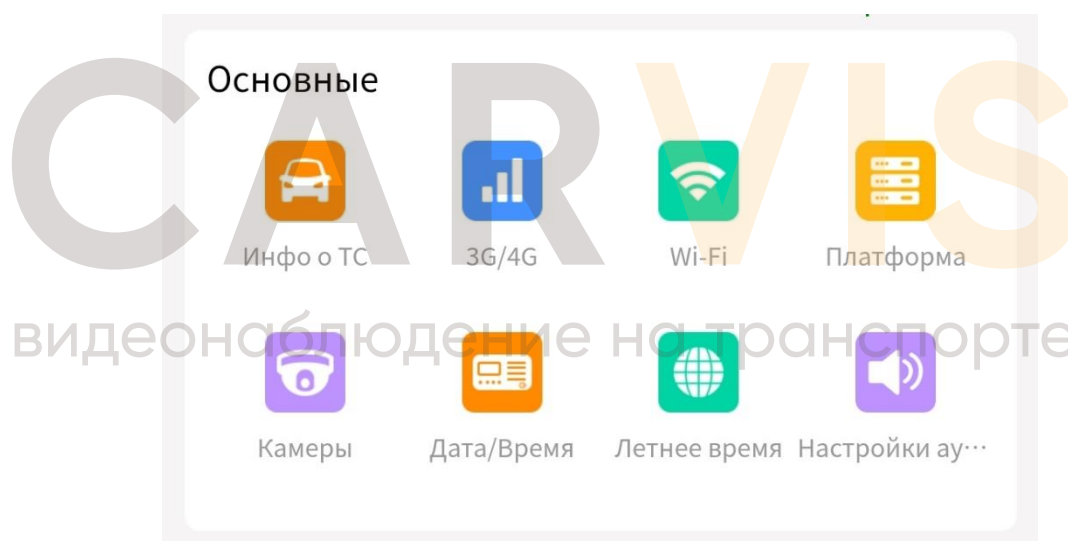 Основные
CARVIS
Инфо о ТС 3G/4G Wi-Fi Платформа
видеонаблюдение на транспорте
Камеры Дата/Время Летнее время Настройки ау...